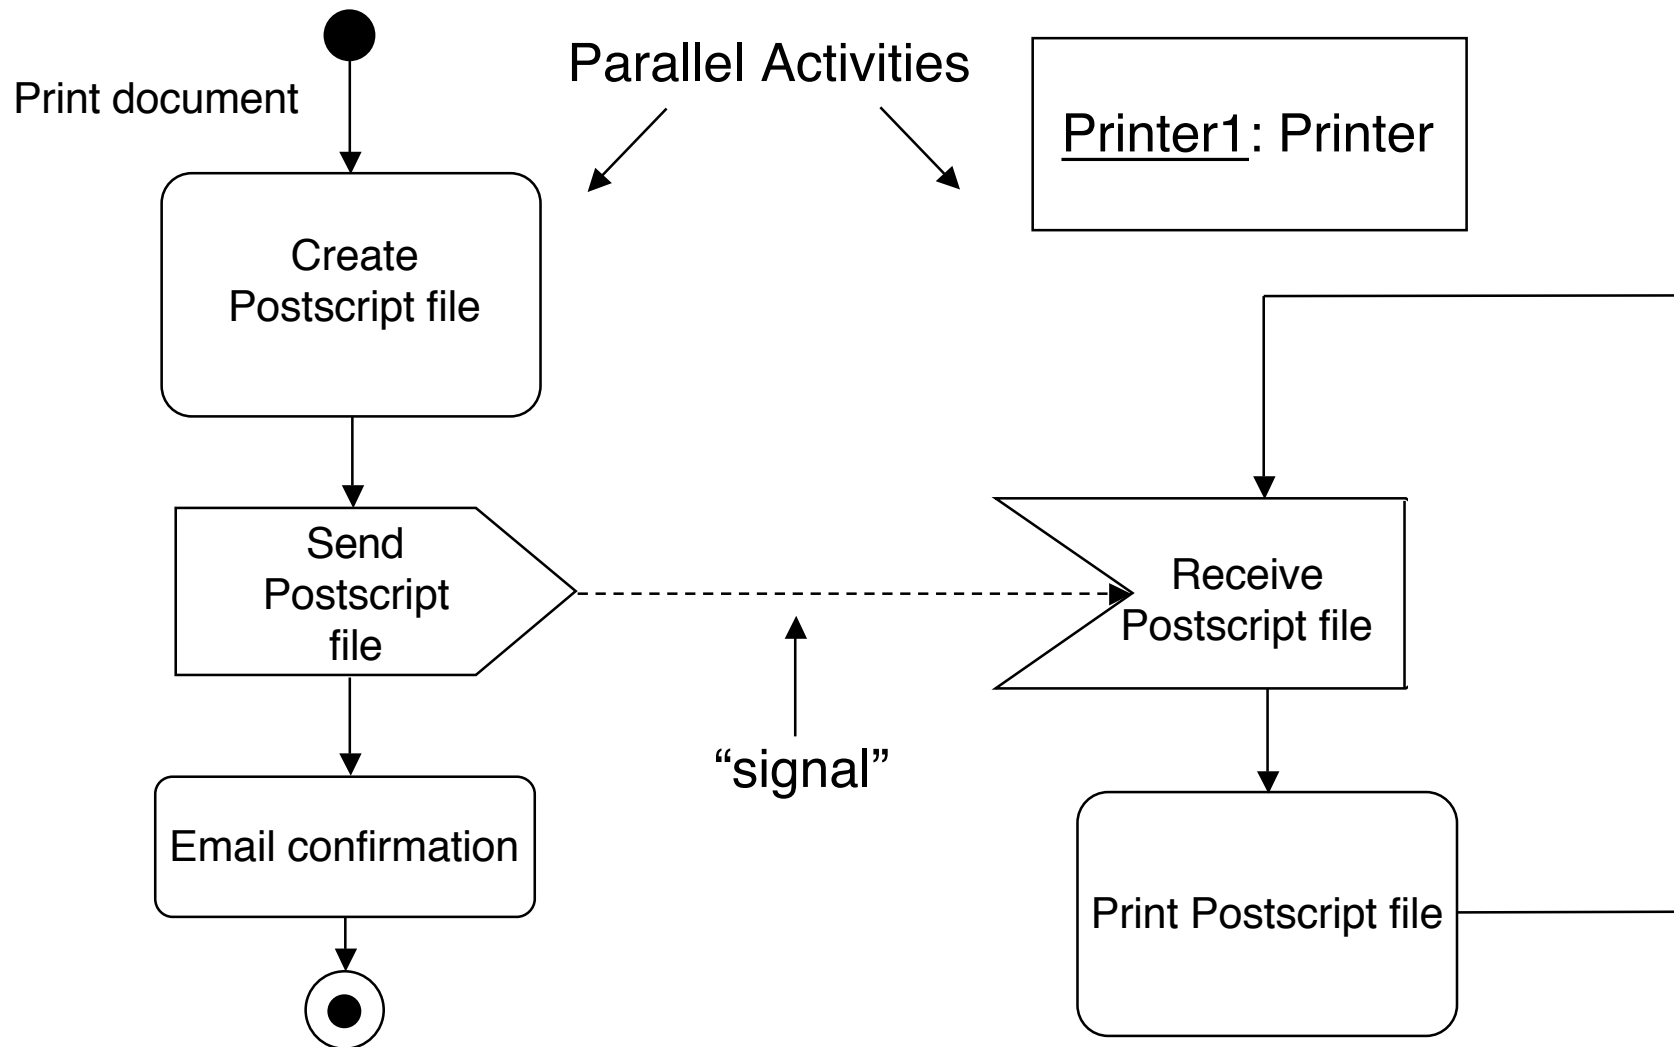 Print document
Parallel Activities
Printer1: Printer
Create
Postscript file
Send
Postscript
file
Receive
Postscript file
“signal”
Email confirmation
Print Postscript file